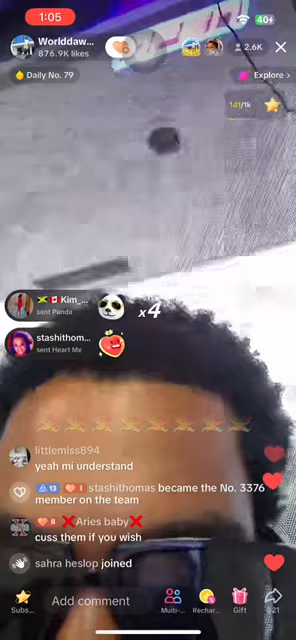 1:05
40
Worlddaw...
876.9K likes
2.6K
Daily No. 79
Explore >
141/1k
Kim_...
sent Panda
x4
stashithom...
sent Heart Me
littlemiss894
yeah mi understand
13 I stashithomas became the No. 3376
member on the team
II ❌Aries baby❌
cuss them if you wish
sahra heslop joined
Subs...
Add comment
Multi-...
Rechar...
Gift